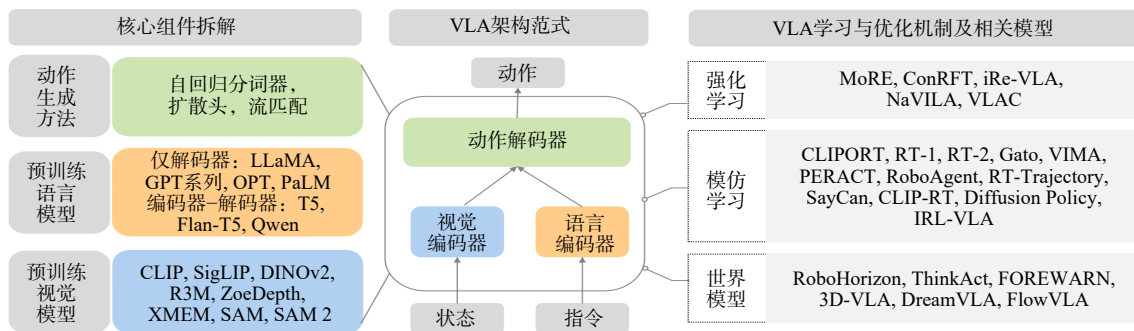 核心组件拆解
动作
生成
方法
自回归分词器,
扩散头, 流匹配
预训练
语言
模型
仅解码器: LLaMA,
GPT系列, OPT, PaLM
编码器–解码器: T5,
Flan-T5, Qwen
预训练
视觉
模型
CLIP, SigLIP, DINOv2,
R3M, ZoeDepth,
XMEM, SAM, SAM 2
VLA架构范式
动作
动作解码器
视觉
编码器
语言
编码器
状态
指令
VLA学习与优化机制及相关模型
强化
学习
MoRE, ConRFT, iRe-VLA,
NaVILA, VLAC
模仿
学习
CLIPORT, RT-1, RT-2, Gato, VIMA,
PERACT, RoboAgent, RT-Trajectory,
SayCan, CLIP-RT, Diffusion Policy,
IRL-VLA
世界
模型
RoboHorizon, ThinkAct, FOREWARN,
3D-VLA, DreamVLA, FlowVLA